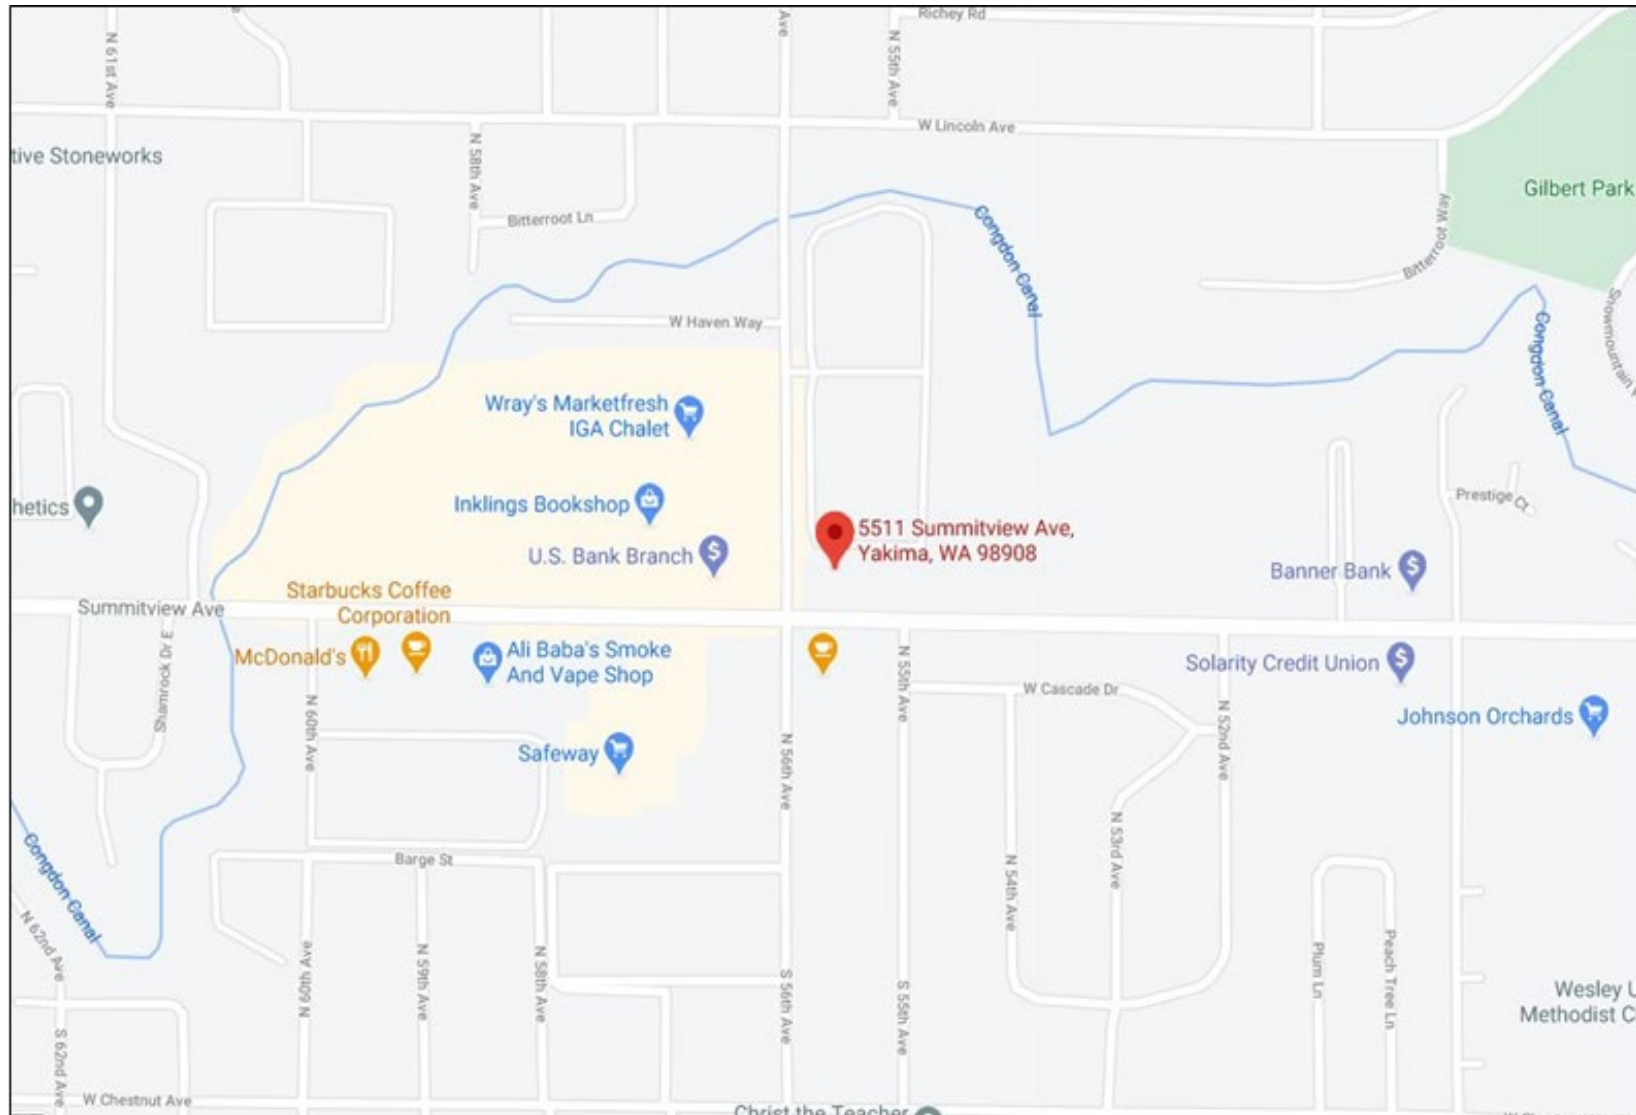 Richey Rd
Ave
N 61st Ave
N 55th Ave
W Lincoln Ave
tive Stoneworks
N 58th Ave
Gilbert Park
Bitterroot Ln
Bitterroot Way
Congdon Canal
W Haven Way
Snowmountain
Congdon Canal
Wray's Marketfresh
IGA Chalet
Inklings Bookshop
hetics
Prestige Ct
5511 Summitview Ave,
Yakima, WA 98908
U.S. Bank Branch
Banner Bank
Starbucks Coffee
Corporation
Summitview Ave
McDonald's
Ali Baba's Smoke
And Vape Shop
Shamrock Dr E
N 55th Ave
Solarity Credit Union
W Cascade Dr
N 60th Ave
N 52nd Ave
Johnson Orchards
Safeway
N 56th Ave
N 53rd Ave
N 54th Ave
Barge St
Congdon Canal
N 62nd Ave
N 60th Ave
N 59th Ave
N 58th Ave
S 56th Ave
S 55th Ave
Plum Ln
Peach Tree Ln
Wesley U
Methodist C
S 62nd Ave
W Chestnut Ave
Christ the Teacher